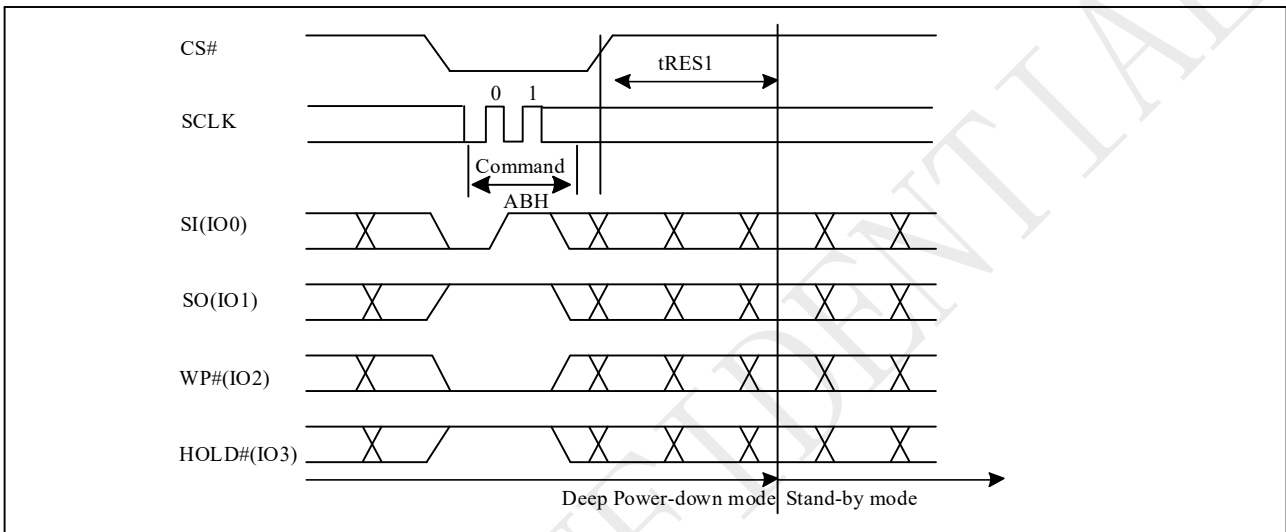 CS#
tRES1
0 1
SCLK
Command
ABH
SI(IO0)
SO(IO1)
WP#(IO2)
HOLD#(IO3)
Deep Power-down mode Stand-by mode
IDENTIAL